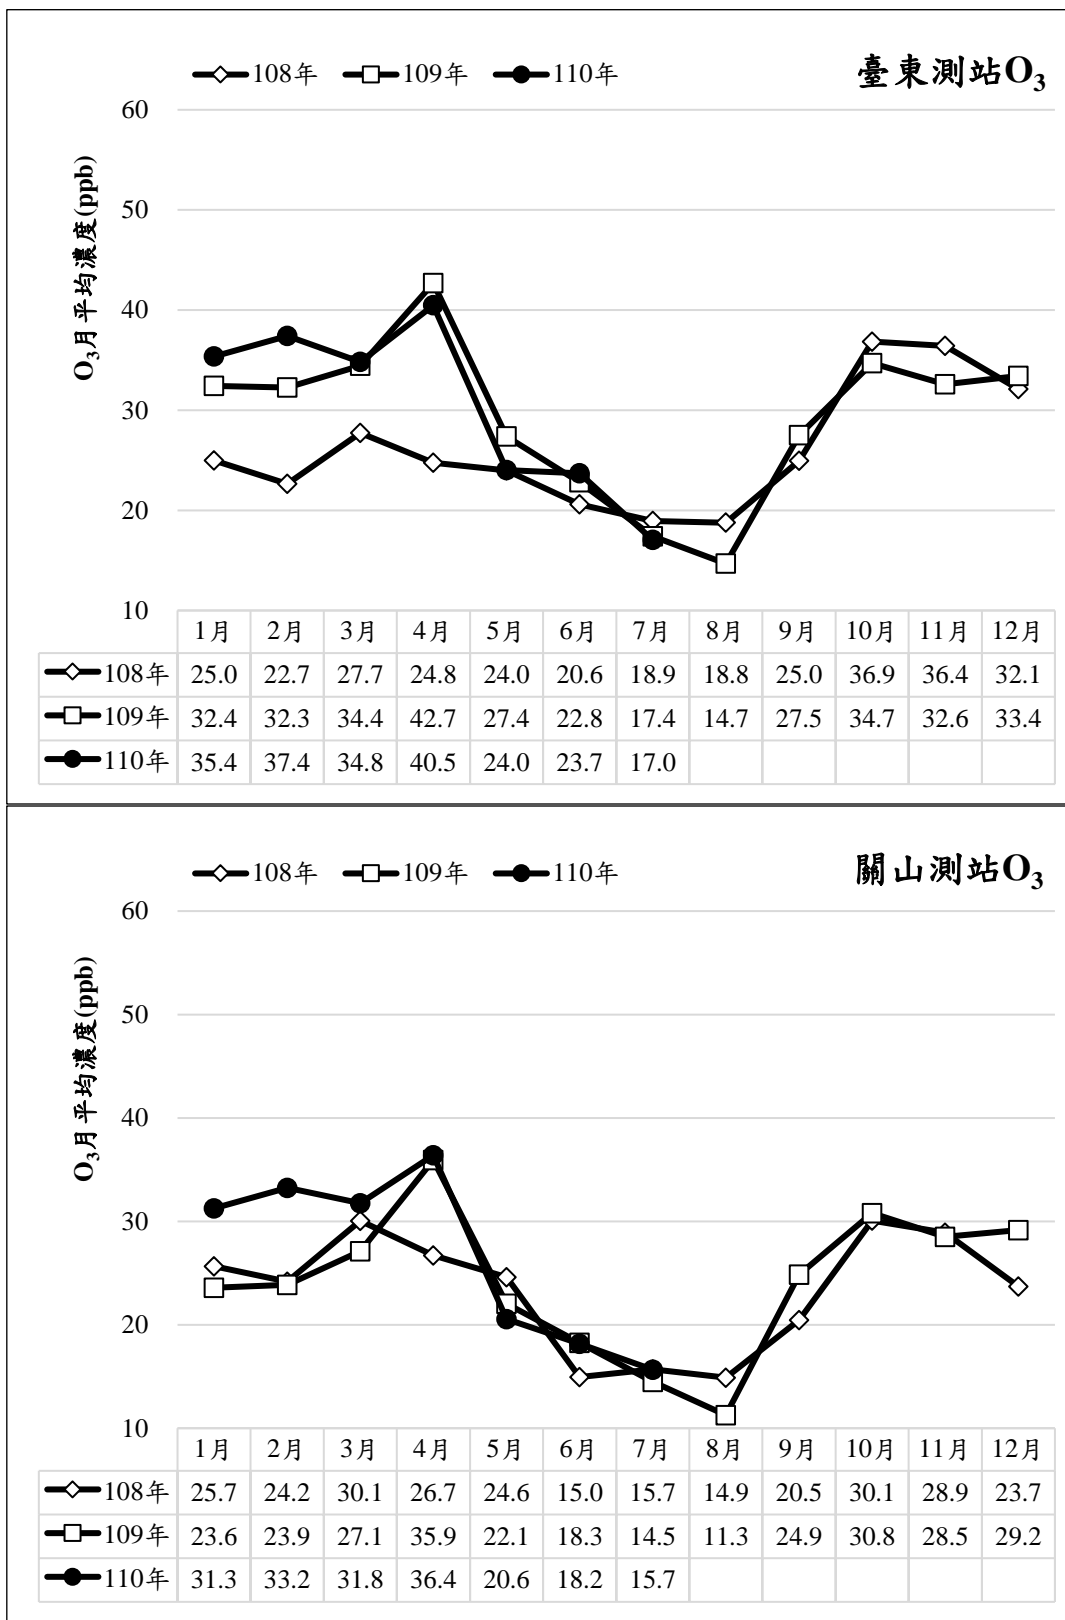 108年 109年 110年
臺東測站O₃
O₃月平均濃度(ppb)
60
50
40
30
20
10
1月 2月 3月 4月 5月 6月 7月 8月 9月 10月 11月 12月
108年 25.0 22.7 27.7 24.8 24.0 20.6 18.9 18.8 25.0 36.9 36.4 32.1
109年 32.4 32.3 34.4 42.7 27.4 22.8 17.4 14.7 27.5 34.7 32.6 33.4
110年 35.4 37.4 34.8 40.5 24.0 23.7 17.0
108年 109年 110年
關山測站O₃
O₃月平均濃度(ppb)
60
50
40
30
20
10
1月 2月 3月 4月 5月 6月 7月 8月 9月 10月 11月 12月
108年 25.7 24.2 30.1 26.7 24.6 15.0 15.7 14.9 20.5 30.1 28.9 23.7
109年 23.6 23.9 27.1 35.9 22.1 18.3 14.5 11.3 24.9 30.8 28.5 29.2
110年 31.3 33.2 31.8 36.4 20.6 18.2 15.7